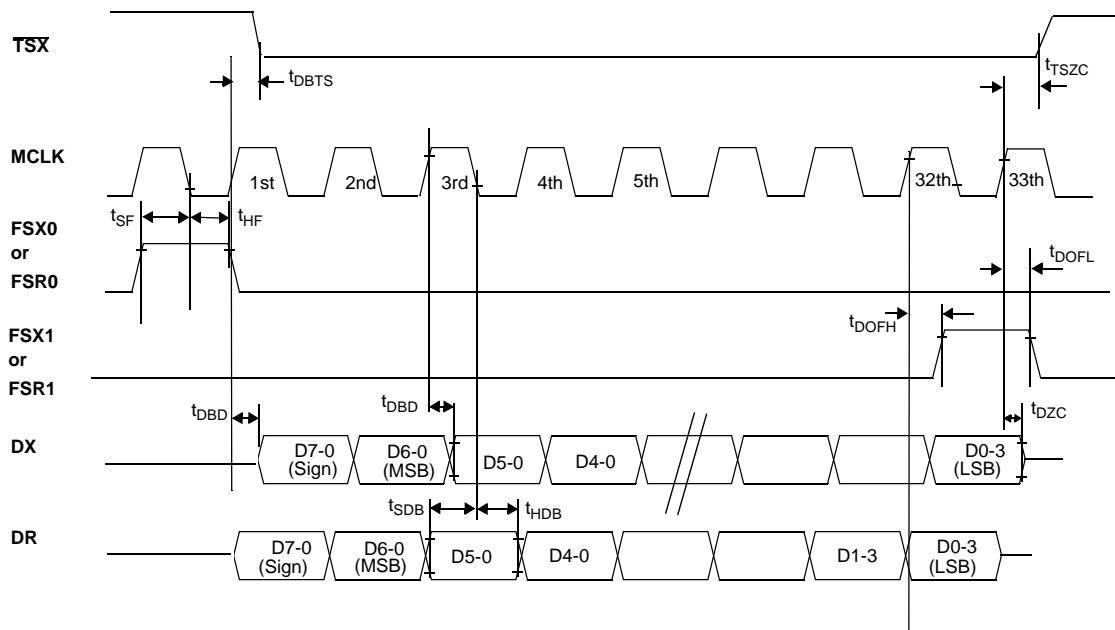 TSX
tDBTS
tTSZC
MCLK
1st 2nd 3rd 4th 5th 32th 33th
tSF tHF
FSX0
or
FSR0
tDOFL
FSX1
or
FSR1
tDOFH
tDBD tDBD tDZC
DX
D7-0
(Sign)
D6-0
(MSB)
D5-0
D4-0
D0-3
(LSB)
tSDB tHDB
DR
D7-0
(Sign)
D6-0
(MSB)
D5-0
D4-0
D1-3
D0-3
(LSB)